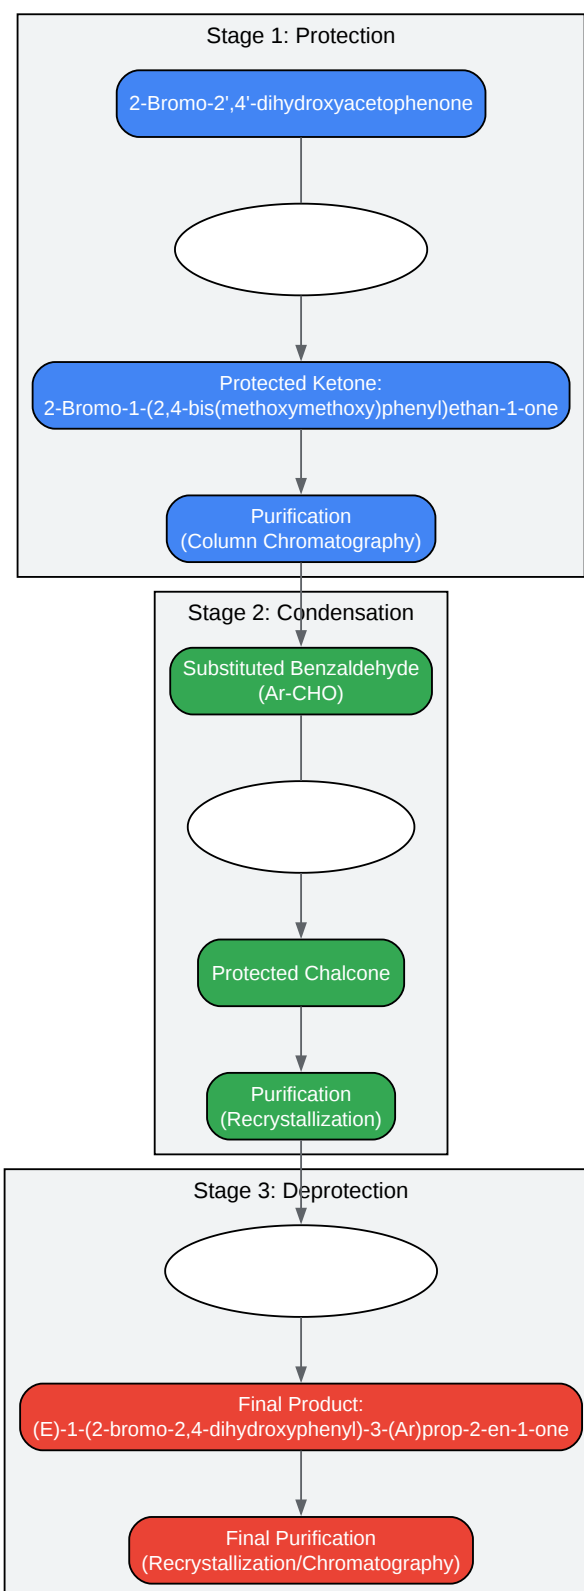 Stage 1: Protection
2-Bromo-2',4'-dihydroxyacetophenone
Protected Ketone:
2-Bromo-1-(2,4-bis(methoxymethoxy)phenyl)ethan-1-one
Purification
(Column Chromatography)
Stage 2: Condensation
Substituted Benzaldehyde
(Ar-CHO)
Protected Chalcone
Purification
(Recrystallization)
Stage 3: Deprotection
Final Product:
(E)-1-(2-bromo-2,4-dihydroxyphenyl)-3-(Ar)prop-2-en-1-one
Final Purification
(Recrystallization/Chromatography)